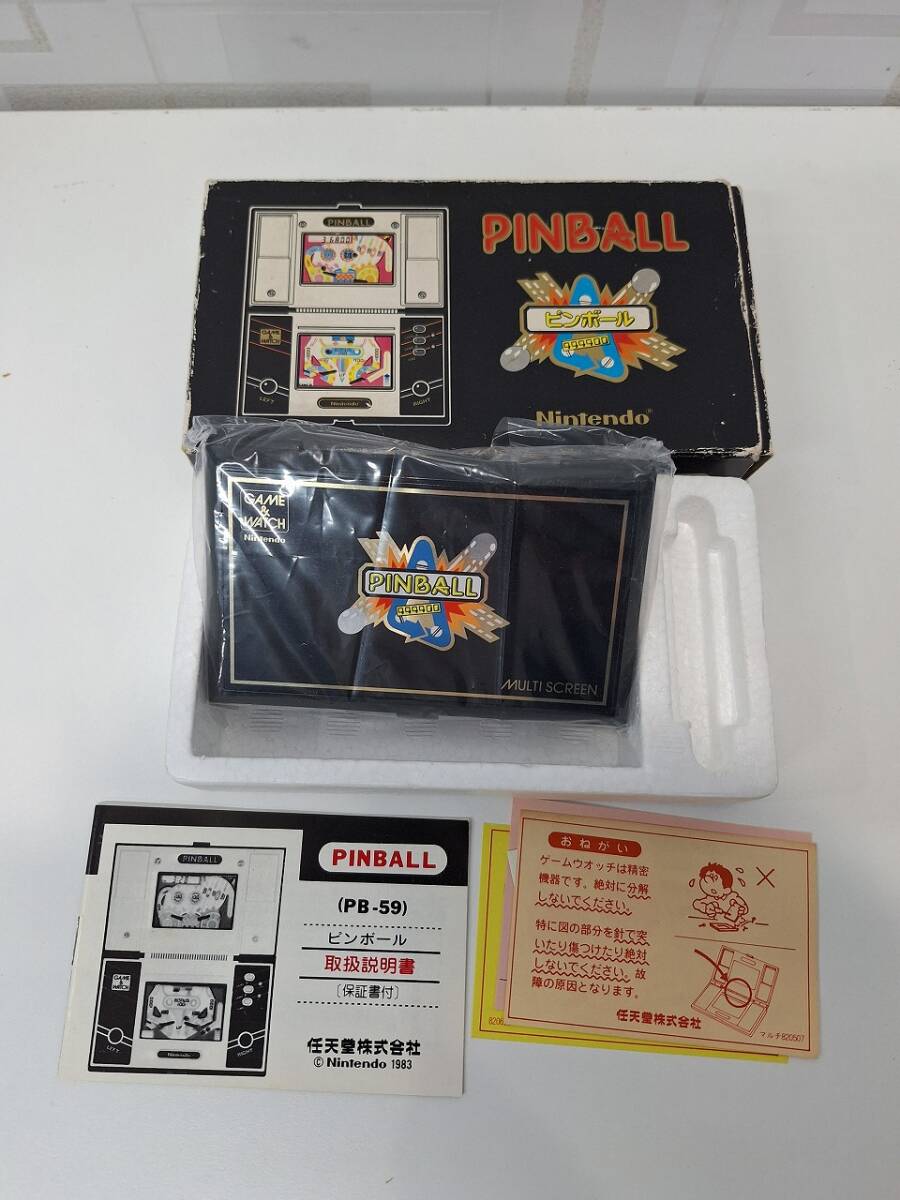 PINBALL
36800
GAME
&
WATCH
LEFT
RIGHT
Nintendo
PINBALL
ピンボール
Nintendo®
GAME
&
WATCH
Nintendo
PINBALL
MULTI SCREEN
PINBALL
GAME
&
WATCH
LEFT
RIGHT
Nintendo
PINBALL
(PB-59)
ピンボール
取扱説明書
〔保証書付〕
任天堂株式会社
© Nintendo 1983
おねがい
ゲームウオッチは精密
機器です。絶対に分解
しないでください。
特に図の部分を針で突
いたり傷つけたり絶対
しないでください。故
障の原因となります。
任天堂株式会社
マルチ820507